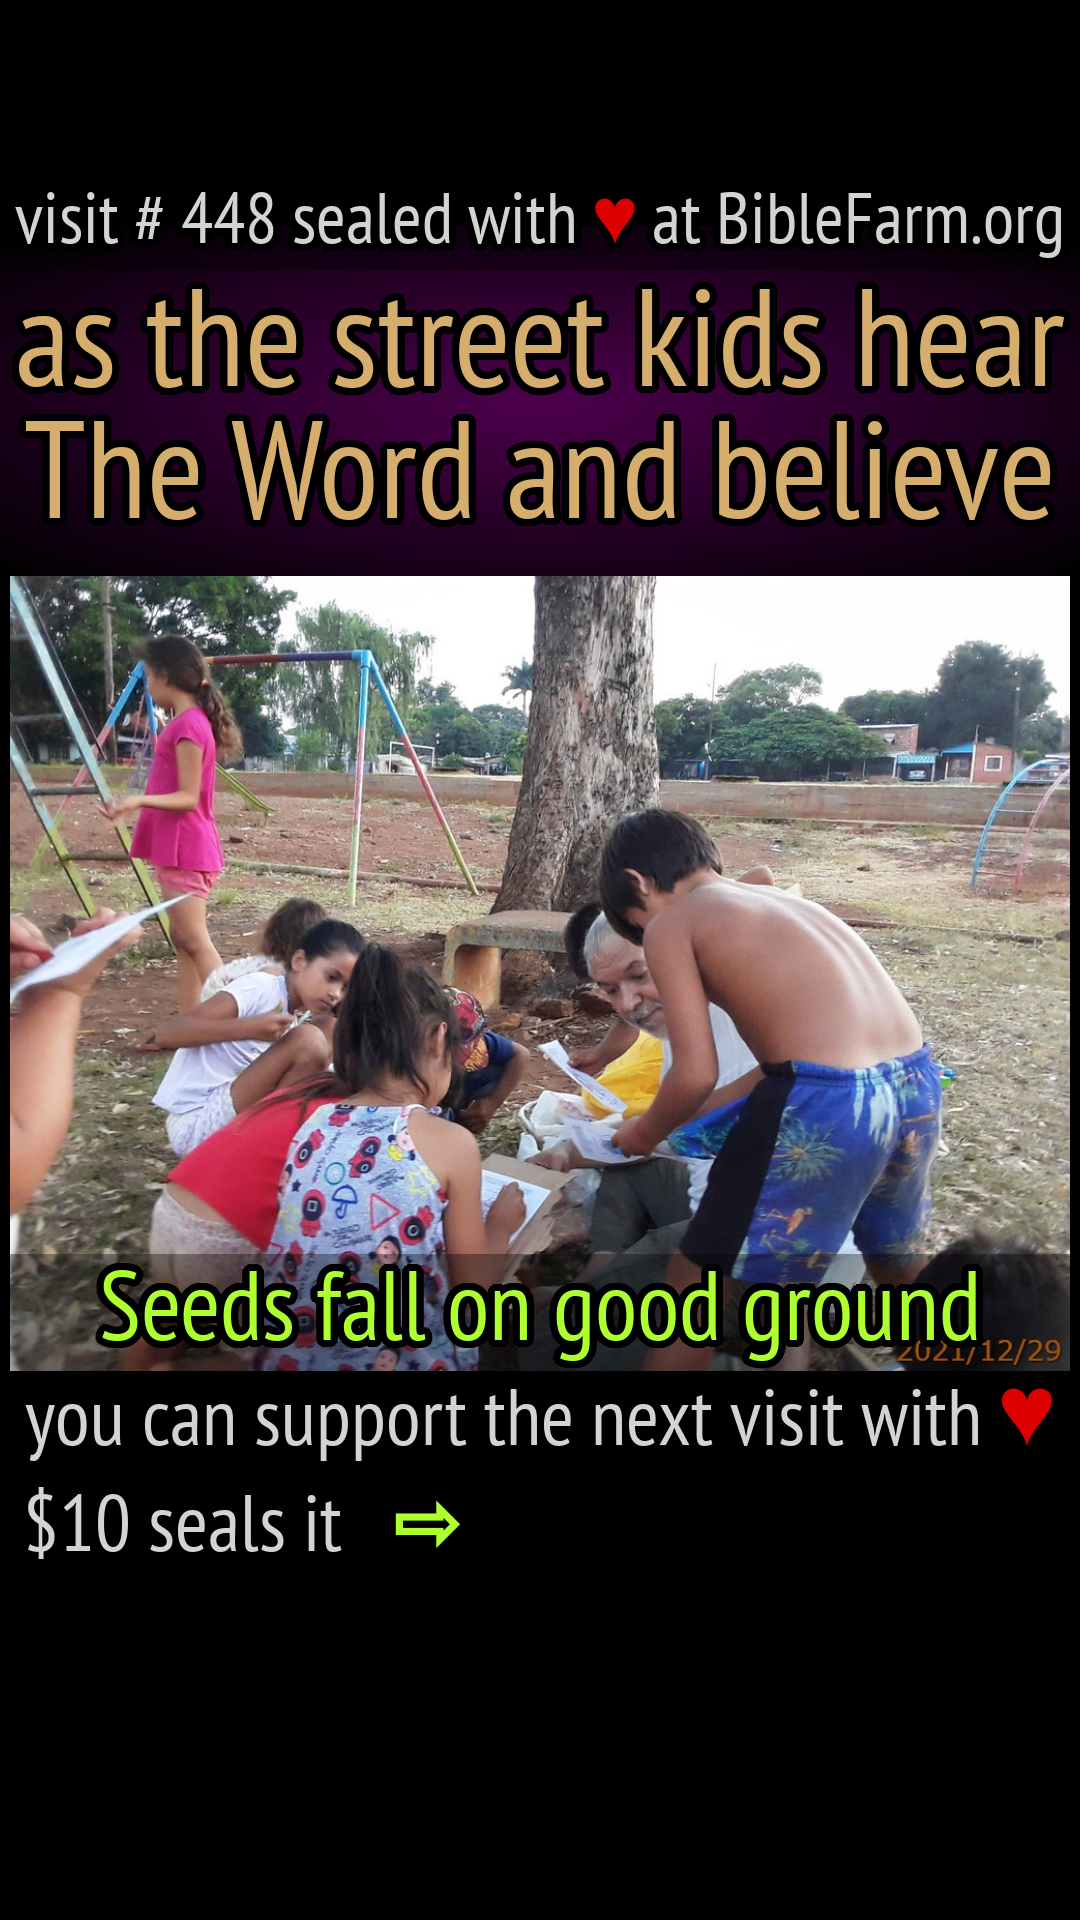 visit # 448 sealed with ♥ at BibleFarm.org
as the street kids hear
The Word and believe
Seeds fall on good ground
2021/12/29
you can support the next visit with ♥
$10 seals it ⇨